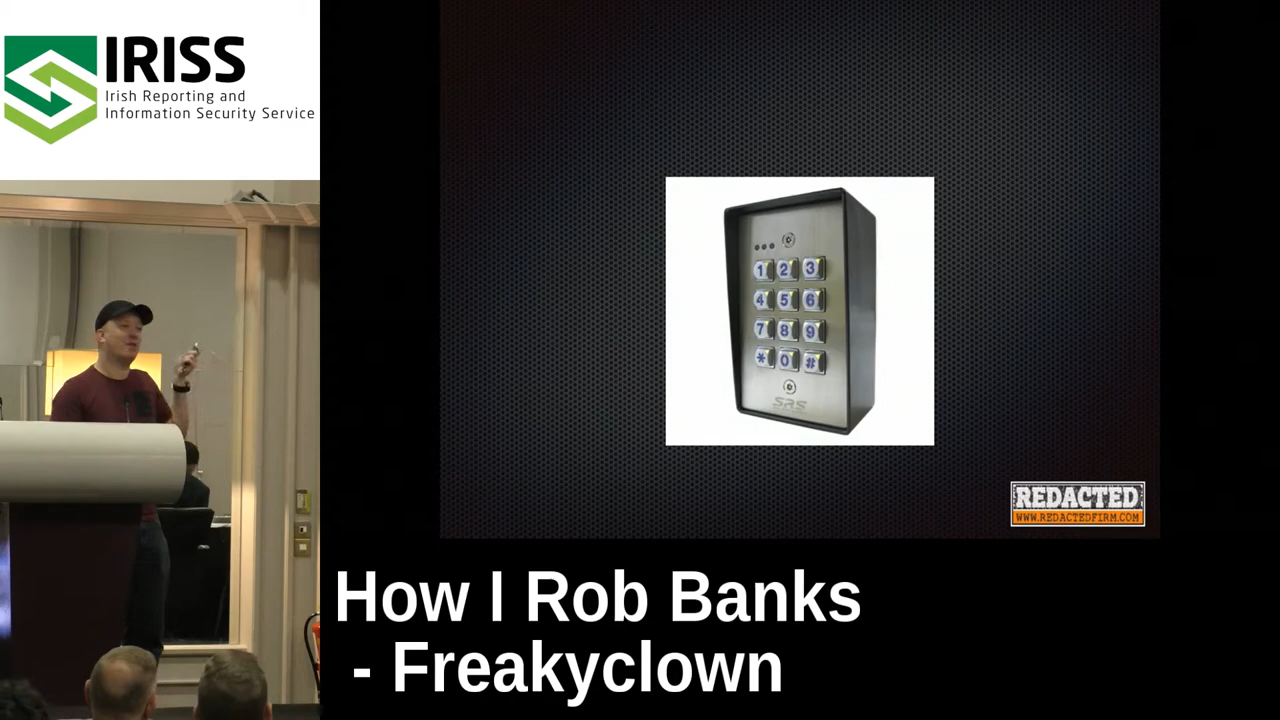 IRISS
Irish Reporting and
Information Security Service
1 2 3
4 5 6
7 8 9
* 0 #
SRS
REDACTED
WWW.REDACTEDFIRM.COM
How I Rob Banks
- Freakyclown